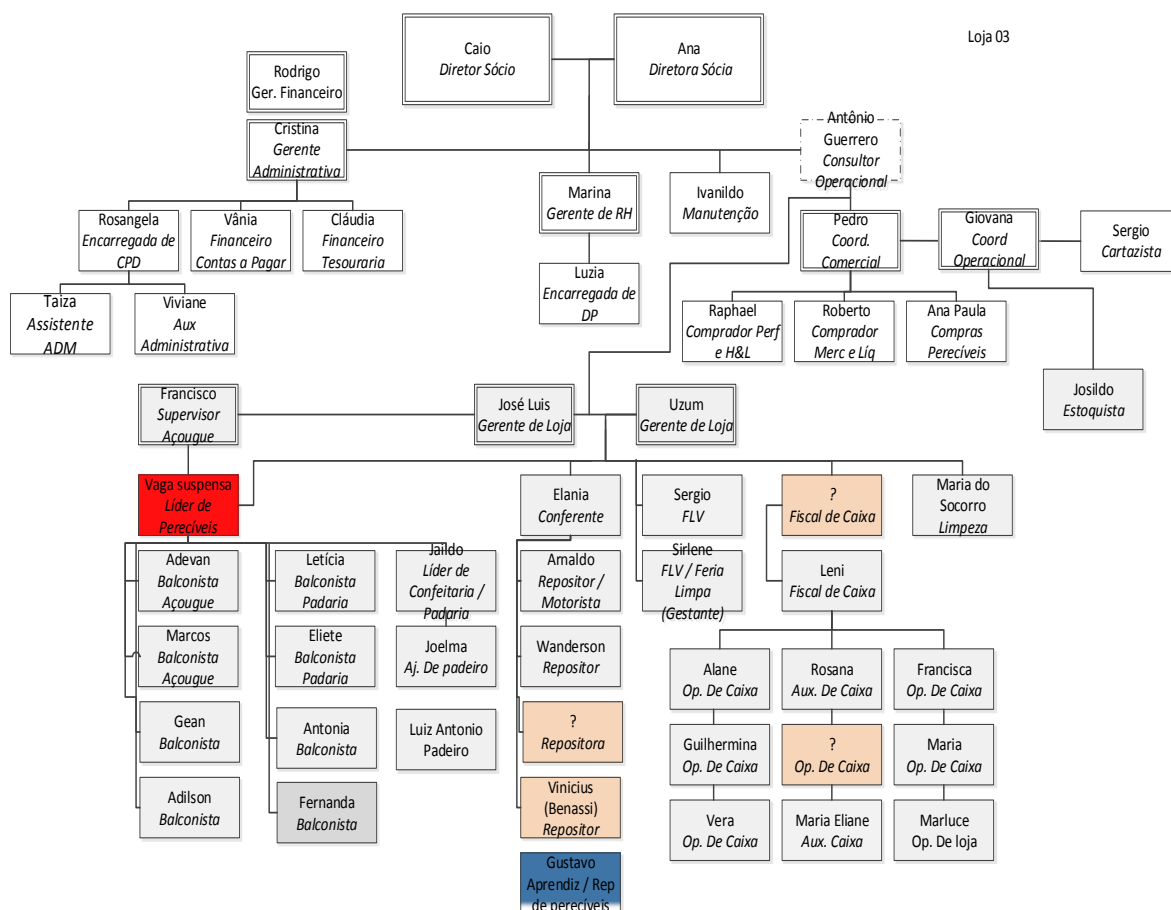 Loja 03
Caio
Diretor Sócio
Ana
Diretora Sócia
Rodrigo
Ger. Financeiro
Cristina
Gerente
Administrativa
Antônio
Guerrero
Consultor
Operacional
Marina
Gerente de RH
Ivanildo
Manutenção
Rosangela
Encarregada de
CPD
Vânia
Financeiro
Contas a Pagar
Cláudia
Financeiro
Tesouraria
Pedro
Coord.
Comercial
Giovana
Coord
Operacional
Sergio
Cartazista
Luzia
Encarregada de
DP
Taiza
Assistente
ADM
Viviane
Aux
Administrativa
Raphael
Comprador Perf
e H&L
Roberto
Comprador
Merc e Líq
Ana Paula
Compras
Perecíveis
Josildo
Estoquista
Francisco
Supervisor
Açougue
José Luis
Gerente de Loja
Uzum
Gerente de Loja
Vaga suspensa
Líder de
Perecíveis
Elania
Conferente
Sergio
FLV
?
Fiscal de Caixa
Maria do
Socorro
Limpeza
Adevan
Balconista
Açougue
Letícia
Balconista
Padaria
Jaildo
Líder de
Confeitaria /
Padaria
Arnaldo
Repositor /
Motorista
Sirlene
FLV / Feria
Limpa
(Gestante)
Leni
Fiscal de Caixa
Marcos
Balconista
Açougue
Eliete
Balconista
Padaria
Joelma
Aj. De padeiro
Wanderson
Repositor
Alane
Op. De Caixa
Rosana
Aux. De Caixa
Francisca
Op. De Caixa
Gean
Balconista
Antonia
Balconista
Luiz Antonio
Padeiro
?
Repositora
Guilhermina
Op. De Caixa
?
Op. De Caixa
Maria
Op. De Caixa
Adilson
Balconista
Fernanda
Balconista
Vinicius
(Benassi)
Repositor
Vera
Op. De Caixa
Maria Eliane
Aux. Caixa
Marluce
Op. De loja
Gustavo
Aprendiz / Rep
de perecíveis